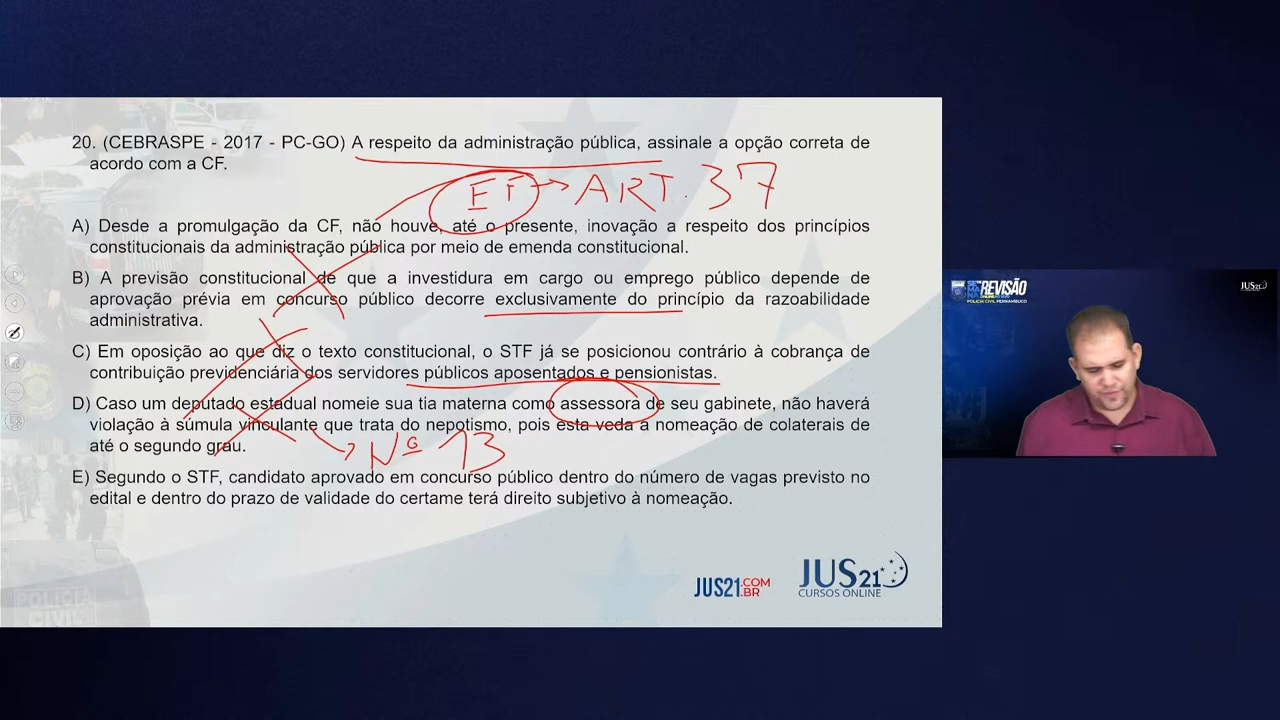 20. (CEBRASPE - 2017 - PC-GO) A respeito da administração pública, assinale a opção correta de
acordo com a CF.
EF → ART. 37
A) Desde a promulgação da CF, não houve, até o presente, inovação a respeito dos princípios
constitucionais da administração pública por meio de emenda constitucional.
B) A previsão constitucional de que a investidura em cargo ou emprego público depende de
aprovação prévia em concurso público decorre exclusivamente do princípio da razoabilidade
administrativa.
C) Em oposição ao que diz o texto constitucional, o STF já se posicionou contrário à cobrança de
contribuição previdenciária dos servidores públicos aposentados e pensionistas.
D) Caso um deputado estadual nomeie sua tia materna como assessora de seu gabinete, não haverá
violação à súmula vinculante que trata do nepotismo, pois esta veda a nomeação de colaterais de
até o segundo grau.
Nº 13
E) Segundo o STF, candidato aprovado em concurso público dentro do número de vagas previsto no
edital e dentro do prazo de validade do certame terá direito subjetivo à nomeação.
JUS21.COM
.BR
JUS21
CURSOS ONLINE
POLÍCIA
CIVIL
SEMANA
REVISÃO
POLÍCIA CIVIL PERNAMBUCO
JUS21